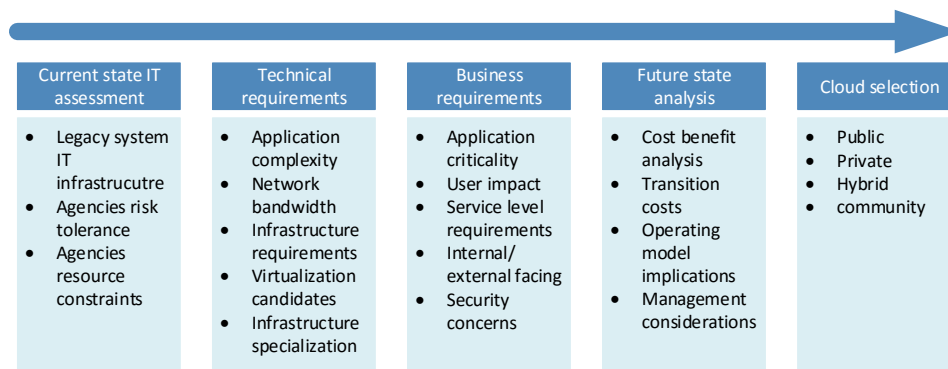 Current state IT
assessment
• Legacy system
IT
infrastrucutre
• Agencies risk
tolerance
• Agencies
resource
constraints
Technical
requirements
• Application
complexity
• Network
bandwidth
• Infrastructure
requirements
• Virtualization
candidates
• Infrastructure
specialization
Business
requirements
• Application
criticality
• User impact
• Service level
requirements
• Internal/
external facing
• Security
concerns
Future state
analysis
• Cost benefit
analysis
• Transition
costs
• Operating
model
implications
• Management
considerations
Cloud selection
• Public
• Private
• Hybrid
• community